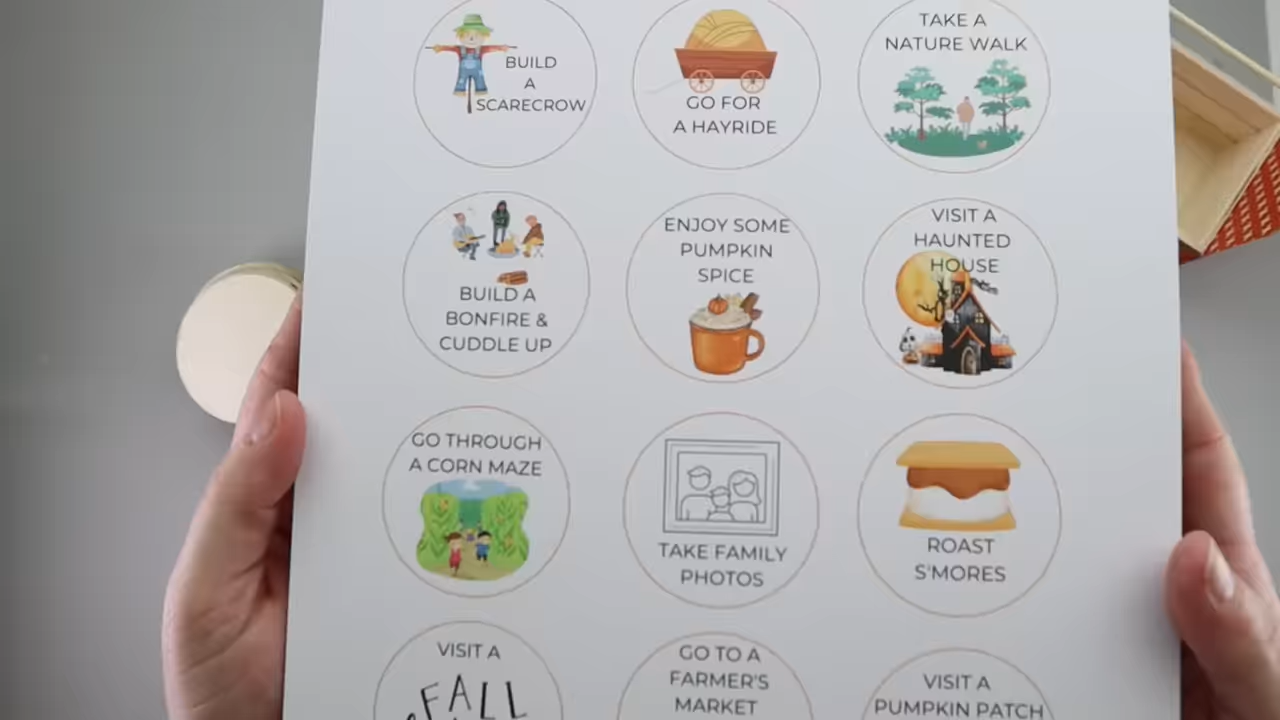 BUILD
A
SCARECROW
GO FOR
A HAYRIDE
TAKE A
NATURE WALK
BUILD A
BONFIRE &
CUDDLE UP
ENJOY SOME
PUMPKIN
SPICE
VISIT A
HAUNTED
HOUSE
GO THROUGH
A CORN MAZE
TAKE FAMILY
PHOTOS
ROAST
S'MORES
VISIT A
FALL
GO TO A
FARMER'S
MARKET
VISIT A
PUMPKIN PATCH